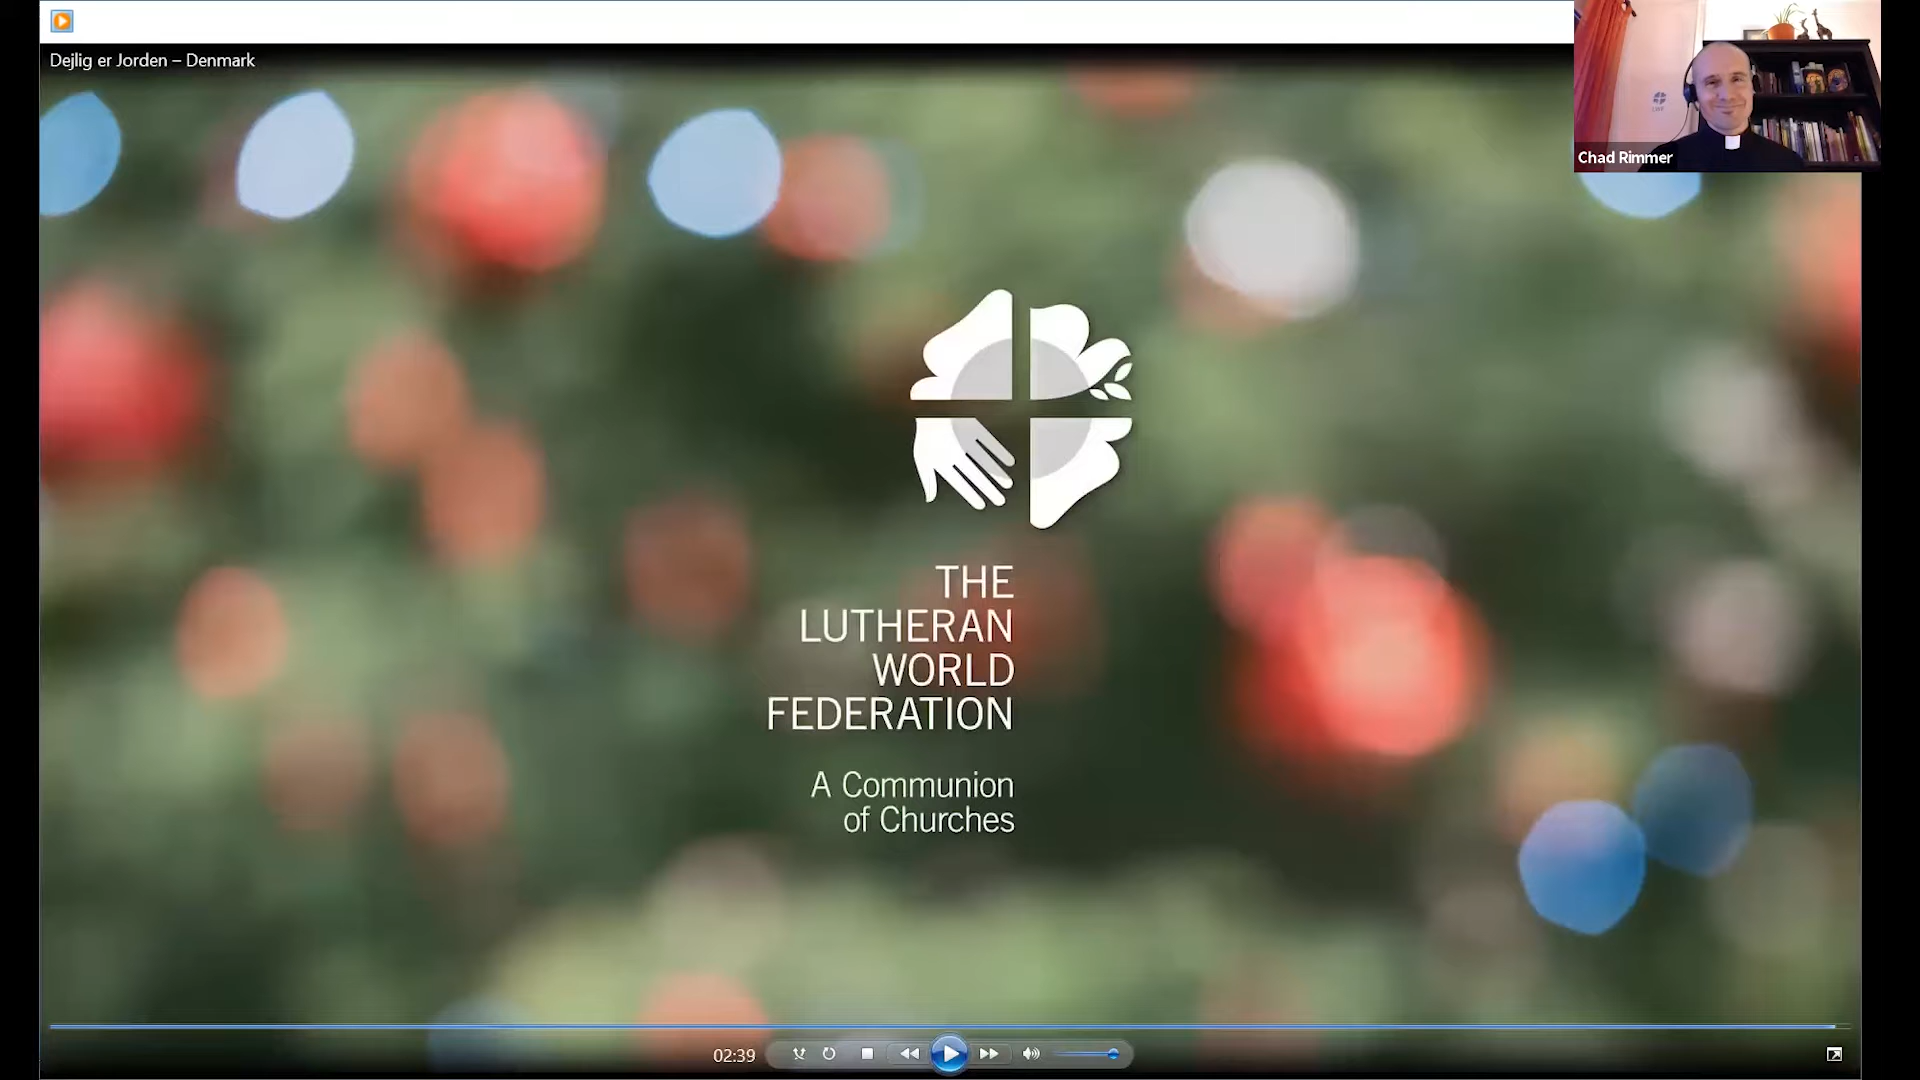 Dejlig er Jorden – Denmark
Chad Rimmer
THE
LUTHERAN
WORLD
FEDERATION
A Communion
of Churches
02:39